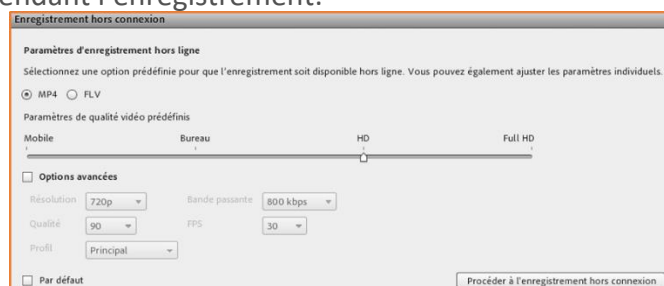 pendant l'enregistrement.
Enregistrement hors connexion
Paramètres d'enregistrement hors ligne
Sélectionnez une option prédéfinie pour que l'enregistrement soit disponible hors ligne. Vous pouvez également ajuster les paramètres individuels.
MP4 FLV
Paramètres de qualité vidéo prédéfinis
Mobile Bureau HD Full HD
Options avancées
Résolution 720p Bande passante 800 kbps
Qualité 90 FPS 30
Profil Principal
Par défaut Procéder à l'enregistrement hors connexion